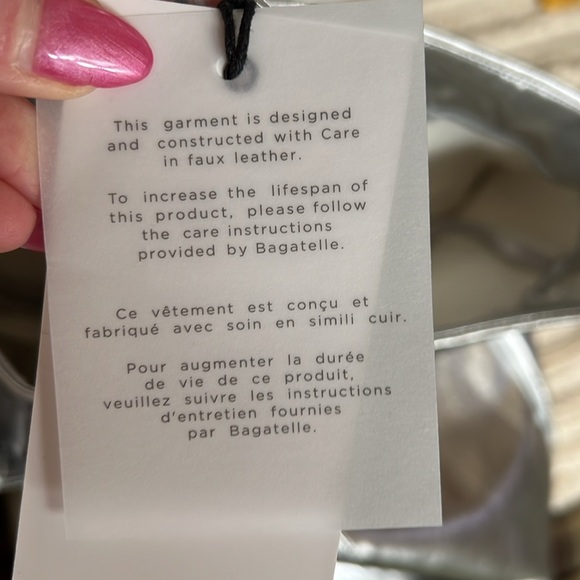 This garment is designed
and constructed with Care
in faux leather.
To increase the lifespan of
this product, please follow
the care instructions
provided by Bagatelle.
Ce vêtement est conçu et
fabriqué avec soin en simili cuir.
Pour augmenter la durée
de vie de ce produit,
veuillez suivre les instructions
d'entretien fournies
par Bagatelle.